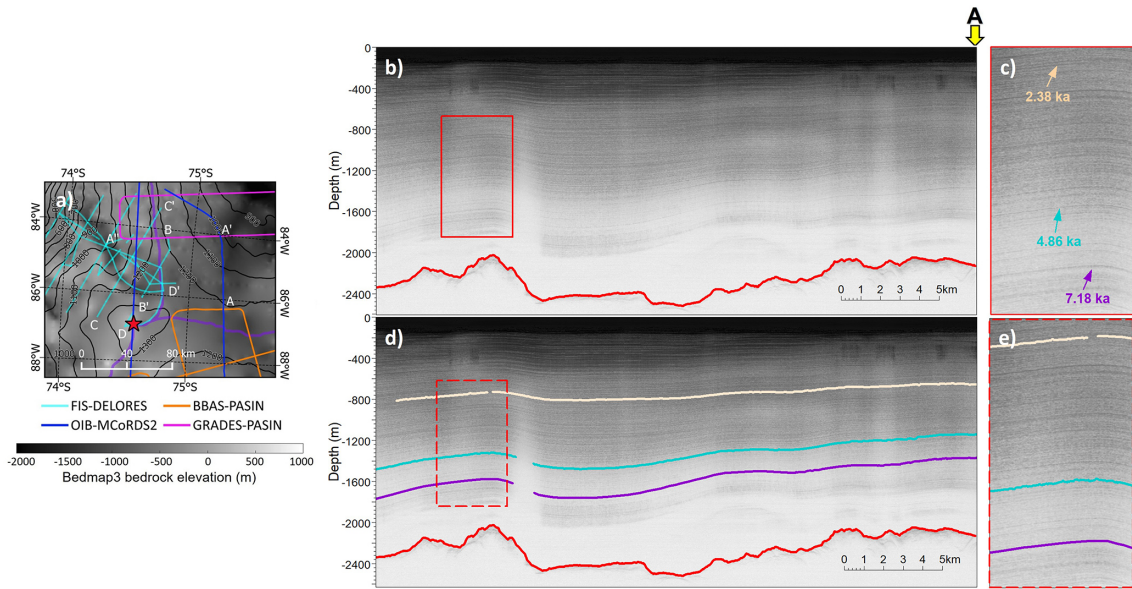 A
b)
c)
0
-400
-800
-1200
-1600
-2000
-2400
Depth (m)
0 1 2 3 4 5km
2.38 ka
4.86 ka
7.18 ka
74°S 75°S
a)
84°W 84°W
86°W 86°W
88°W 88°W
C'
B
A'
A''
D'
A
B'
C
D
1200
1300
1000
0 40 80 km
74°S 75°S
FIS-DELORES BBAS-PASIN
OIB-MCoRDS2 GRADES-PASIN
-2000 -1500 -1000 -500 0 500 1000
Bedmap3 bedrock elevation (m)
d)
e)
0
-400
-800
-1200
-1600
-2000
-2400
Depth (m)
0 1 2 3 4 5km